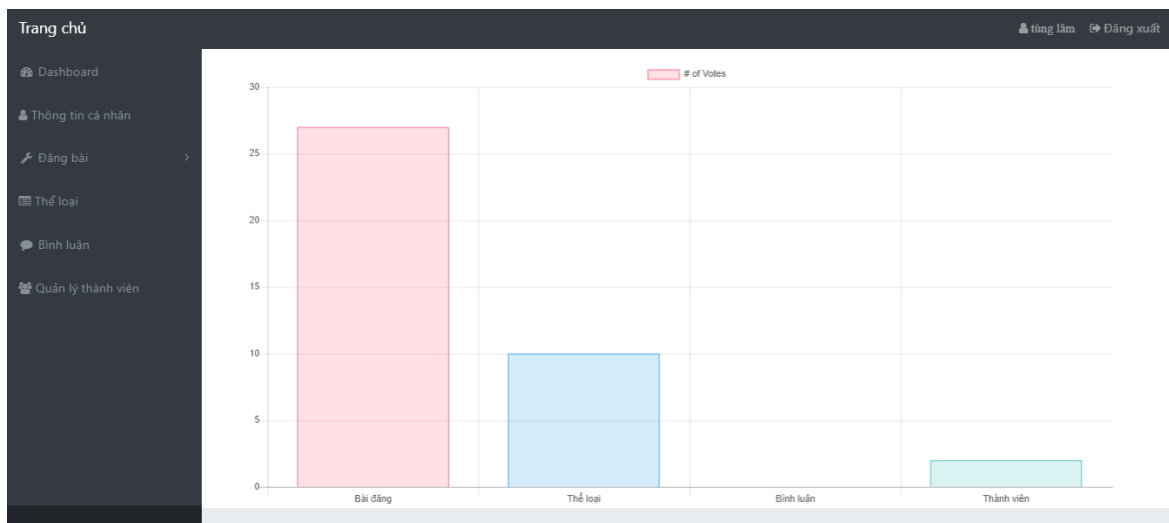 Trang chủ
tùng lâm Đăng xuất
Dashboard
Thông tin cá nhân
Đăng bài
Thể loại
Bình luận
Quản lý thành viên
# of Votes
30
25
20
15
10
5
0
Bài đăng Thể loại Bình luận Thành viên